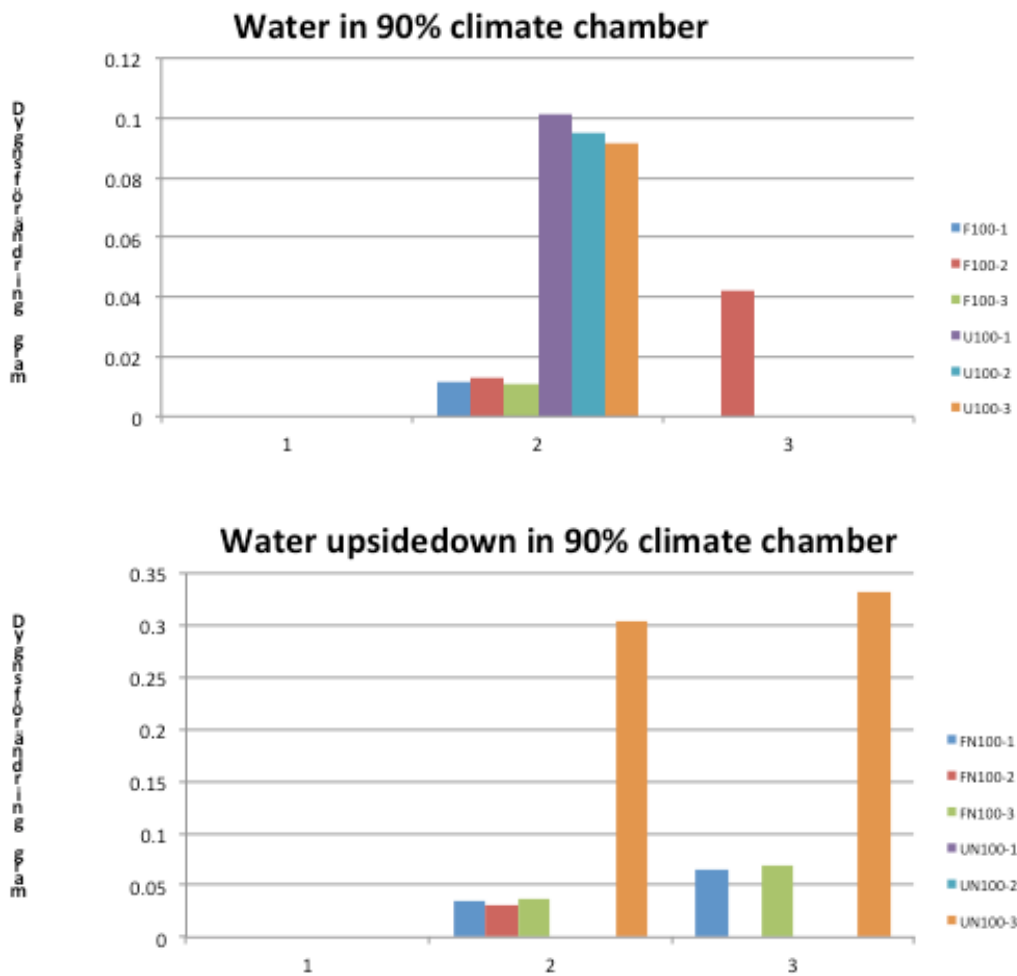 Water in 90% climate chamber
Dygnsförändring gram
0.12
0.1
0.08
0.06
0.04
0.02
0
1 2 3
F100-1
F100-2
F100-3
U100-1
U100-2
U100-3
Water upsidedown in 90% climate chamber
Dygnsförändring gram
0.35
0.3
0.25
0.2
0.15
0.1
0.05
0
1 2 3
FN100-1
FN100-2
FN100-3
UN100-1
UN100-2
UN100-3